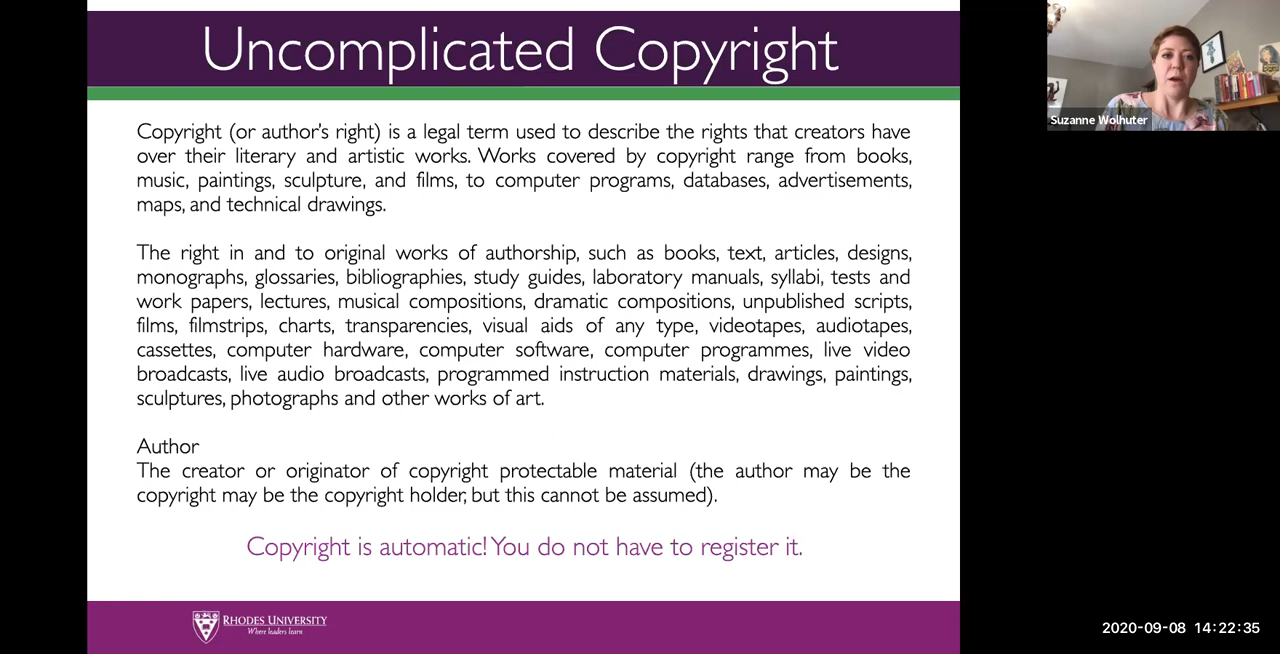 Uncomplicated Copyright
Copyright (or author's right) is a legal term used to describe the rights that creators have
over their literary and artistic works. Works covered by copyright range from books,
music, paintings, sculpture, and films, to computer programs, databases, advertisements,
maps, and technical drawings.
The right in and to original works of authorship, such as books, text, articles, designs,
monographs, glossaries, bibliographies, study guides, laboratory manuals, syllabi, tests and
work papers, lectures, musical compositions, dramatic compositions, unpublished scripts,
films, filmstrips, charts, transparencies, visual aids of any type, videotapes, audiotapes,
cassettes, computer hardware, computer software, computer programmes, live video
broadcasts, live audio broadcasts, programmed instruction materials, drawings, paintings,
sculptures, photographs and other works of art.
Author
The creator or originator of copyright protectable material (the author may be the
copyright may be the copyright holder, but this cannot be assumed).
Copyright is automatic! You do not have to register it.
RHODES UNIVERSITY
Where leaders learn
Suzanne Wolhuter
2020-09-08 14:22:35